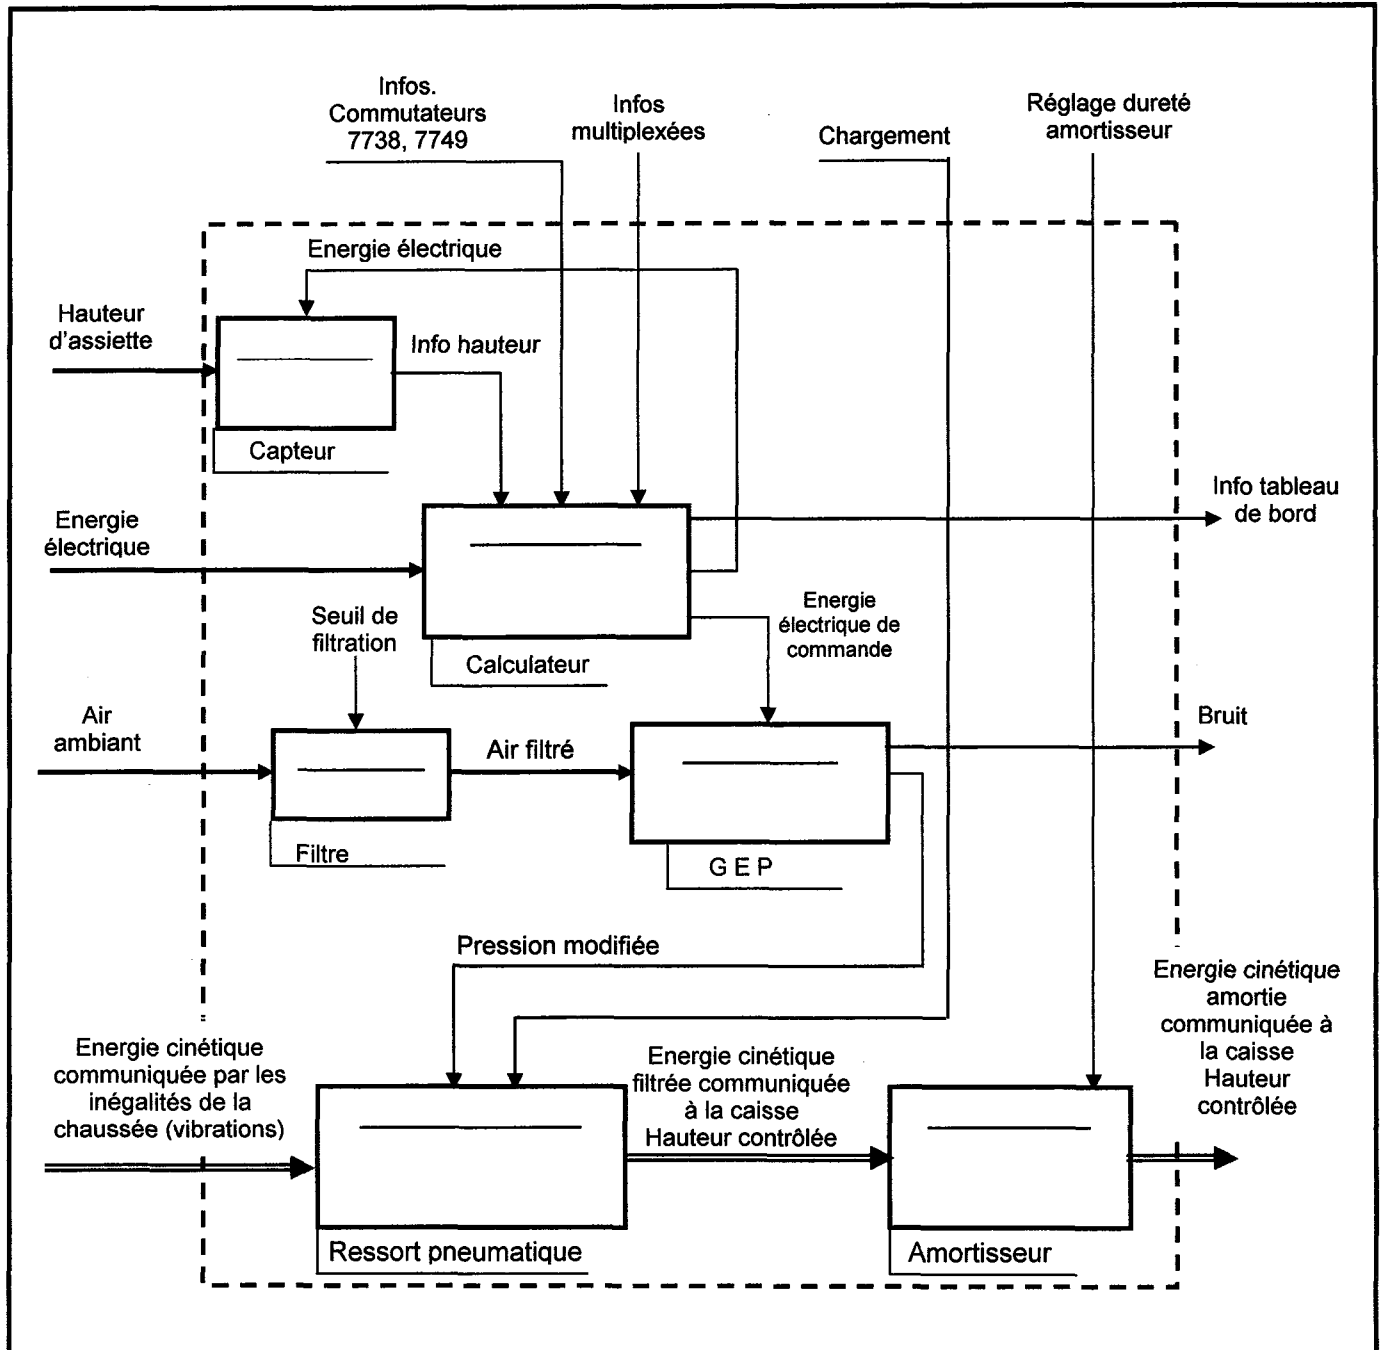 Infos.
Commutateurs
7738, 7749
Infos
multiplexées
Chargement
Réglage dureté
amortisseur
Energie électrique
Hauteur
d'assiette
Info hauteur
Capteur
Energie
électrique
Info tableau
de bord
Seuil de
filtration
Calculateur
Energie
électrique de
commande
Air
ambiant
Air filtré
Bruit
Filtre
G E P
Pression modifiée
Energie cinétique
communiquée par les
inégalités de la
chaussée (vibrations)
Energie cinétique
filtrée communiquée
à la caisse
Hauteur contrôlée
Energie cinétique
amortie
communiquée à
la caisse
Hauteur
contrôlée
Ressort pneumatique
Amortisseur